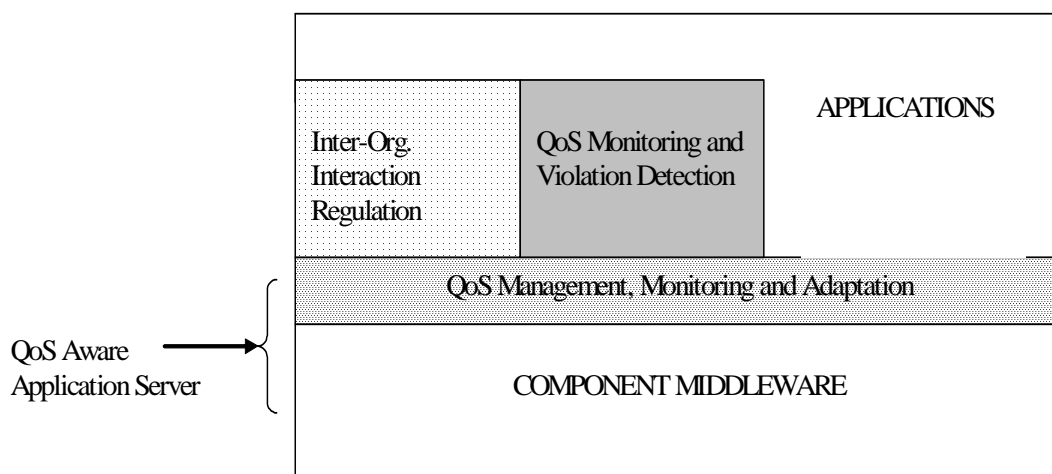 APPLICATIONS
Inter-Org.
Interaction
Regulation
QoS Monitoring and
Violation Detection
QoS Management, Monitoring and Adaptation
QoS Aware
Application Server
COMPONENT MIDDLEWARE